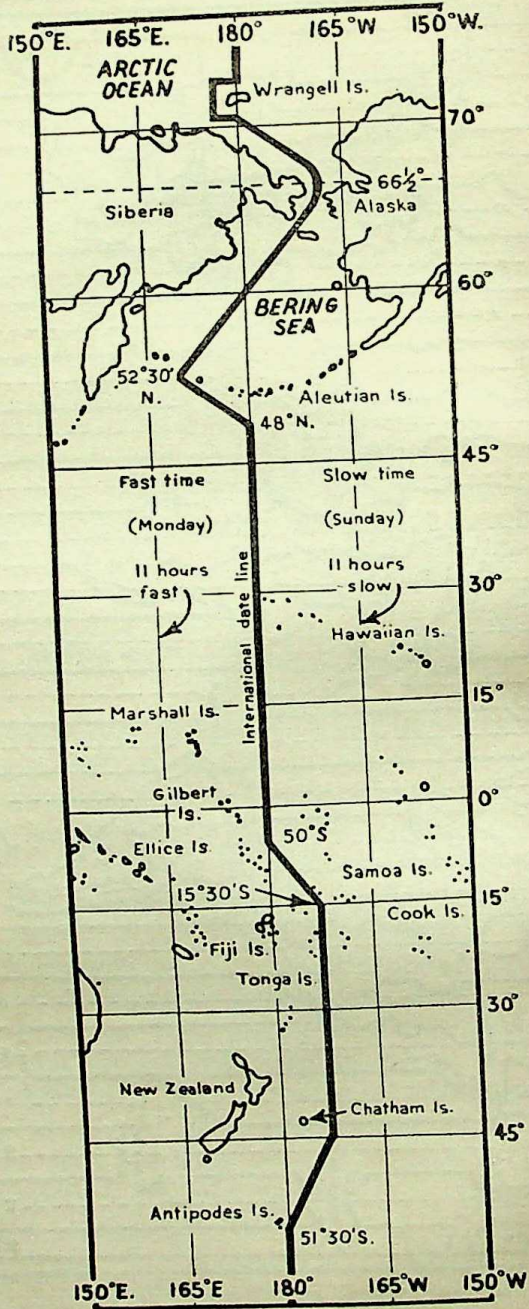 150°E. 165°E. 180° 165°W 150°W.
ARCTIC
OCEAN
Wrangell Is.
70°
66½°
Siberia
Alaska
60°
BERING
SEA
52°30'
N.
Aleutian Is.
48°N.
45°
Fast time
Slow time
(Monday)
(Sunday)
11 hours
fast
11 hours
slow
International date line
30°
Hawaiian Is.
15°
Marshall Is.
Gilbert
Is.
0°
50°S
Ellice Is
Samoa Is.
15°30'S
15°
Cook Is.
Fiji Is.
Tonga Is.
30°
New Zealand
Chatham Is.
45°
Antipodes Is.
51°30'S.
150°E. 165°E 180° 165°W 150°W